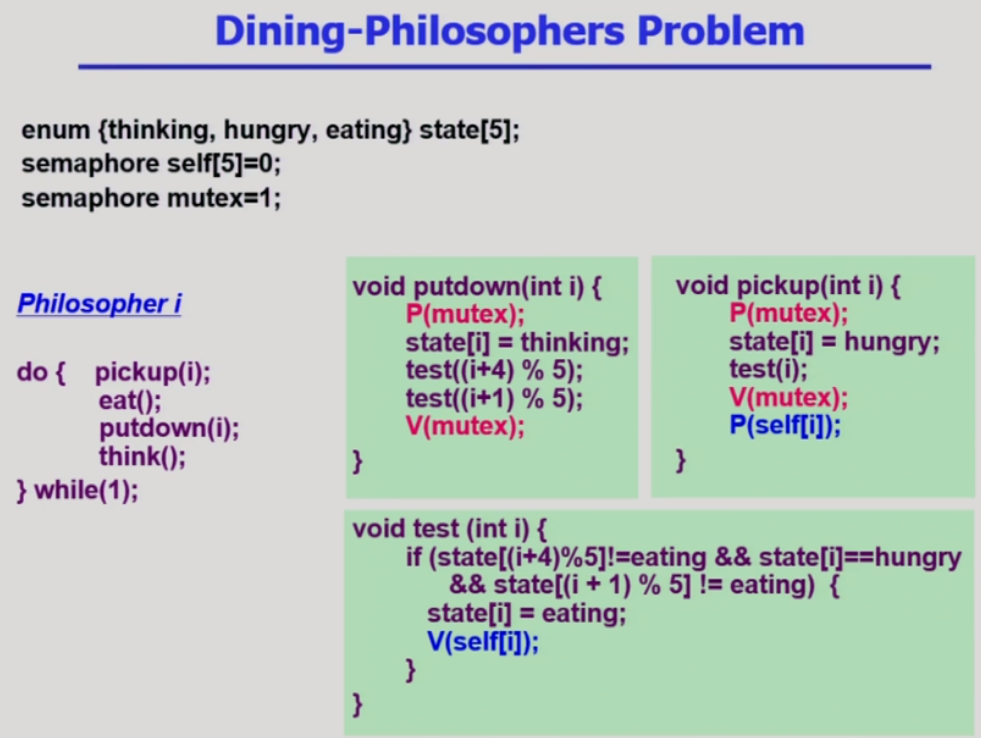 Dining-Philosophers Problem
enum {thinking, hungry, eating} state[5];
semaphore self[5]=0;
semaphore mutex=1;
Philosopher i
do { pickup(i);
eat();
putdown(i);
think();
} while(1);
void putdown(int i) {
P(mutex);
state[i] = thinking;
test((i+4) % 5);
test((i+1) % 5);
V(mutex);
}
void pickup(int i) {
P(mutex);
state[i] = hungry;
test(i);
V(mutex);
P(self[i]);
}
void test (int i) {
if (state[(i+4)%5]!=eating && state[i]==hungry
&& state[(i + 1) % 5] != eating) {
state[i] = eating;
V(self[i]);
}
}